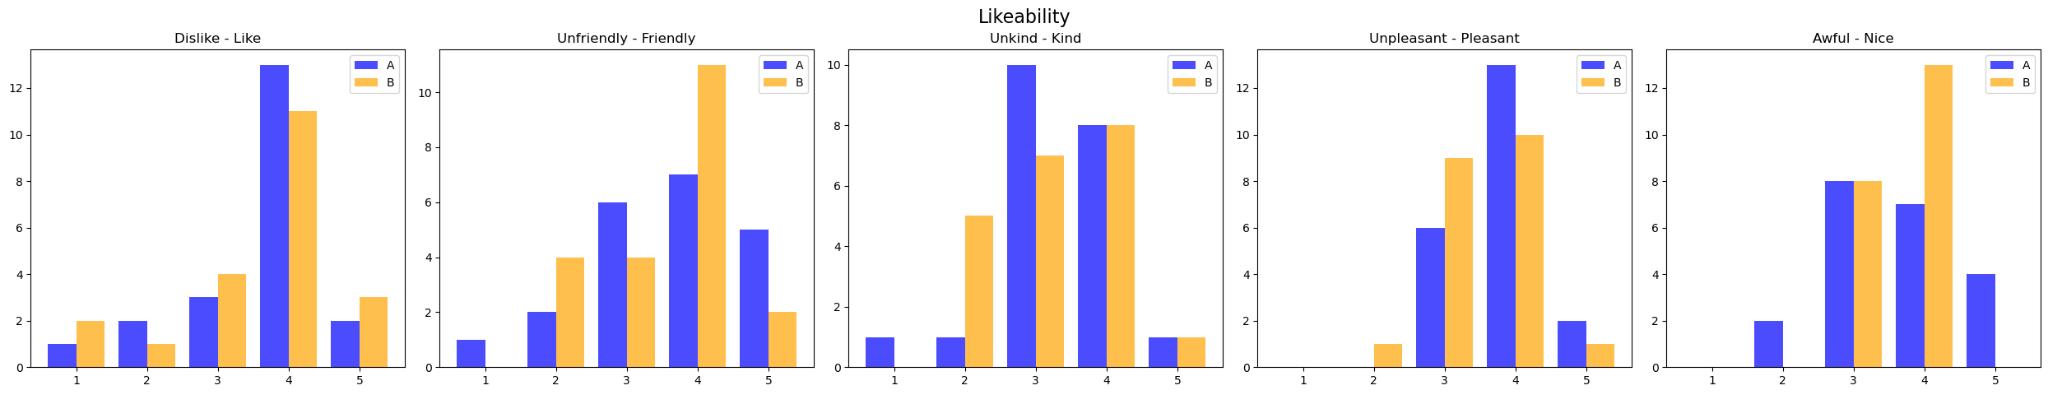 Likeability
Dislike - Like
A
B
12
10
8
6
4
2
0
1 2 3 4 5
Unfriendly - Friendly
A
B
10
8
6
4
2
0
1 2 3 4 5
Unkind - Kind
A
B
10
8
6
4
2
0
1 2 3 4 5
Unpleasant - Pleasant
A
B
12
10
8
6
4
2
0
1 2 3 4 5
Awful - Nice
A
B
12
10
8
6
4
2
0
1 2 3 4 5